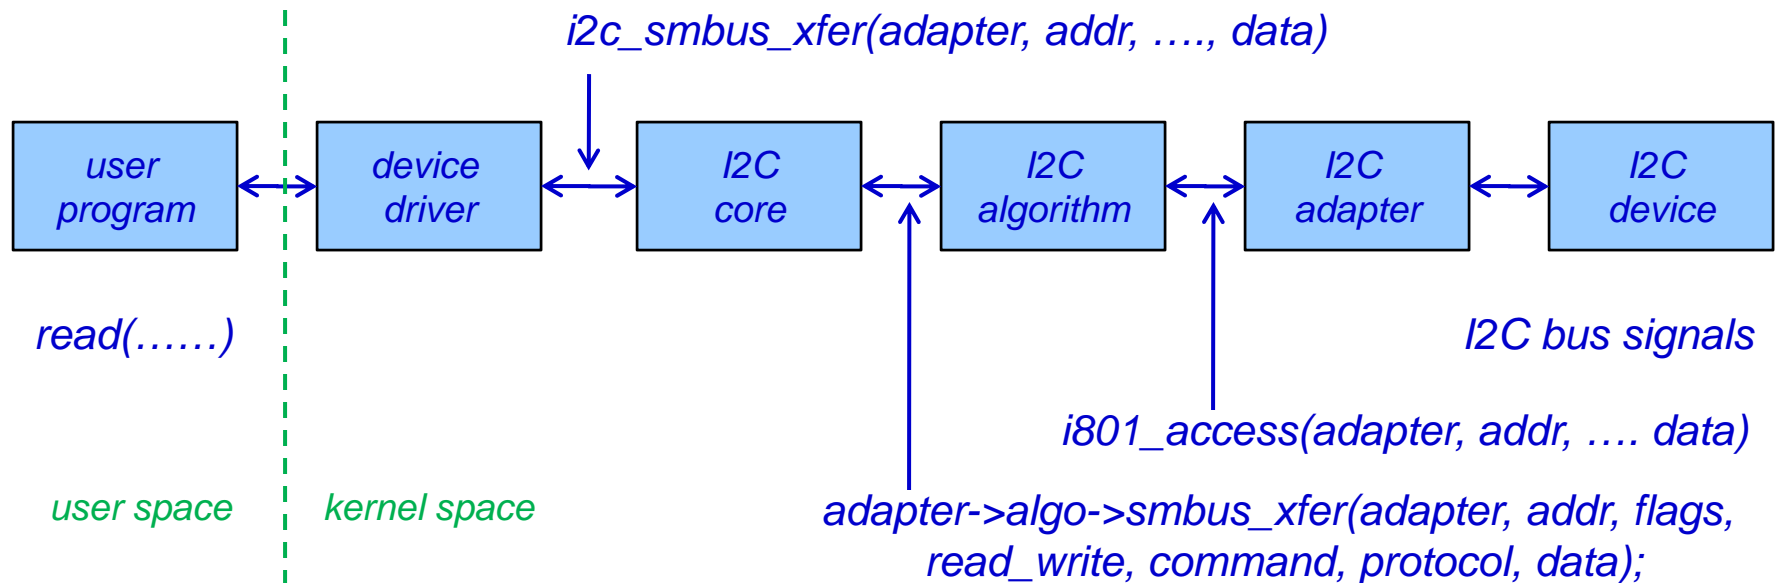 i2c_smbus_xfer(adapter, addr, …., data)
user
program
device
driver
I2C
core
I2C
algorithm
I2C
adapter
I2C
device
read(……)
I2C bus signals
i801_access(adapter, addr, …. data)
user space
kernel space
adapter->algo->smbus_xfer(adapter, addr, flags,
read_write, command, protocol, data);